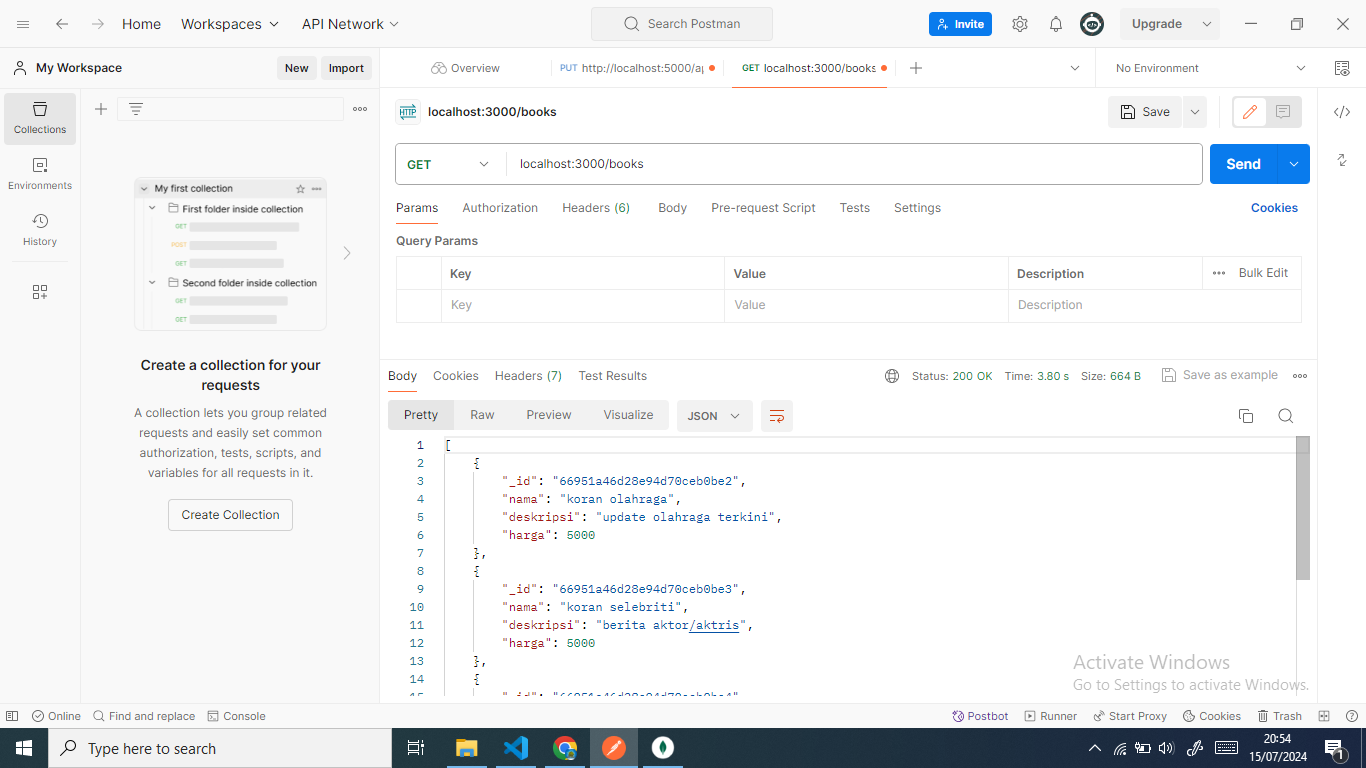 Home Workspaces API Network Search Postman Invite Upgrade
My Workspace New Import Overview PUT http://localhost:5000/ap GET localhost:3000/books No Environment
Collections
Environments
History
My first collection
First folder inside collection
GET
POST
GET
Second folder inside collection
GET
GET
Create a collection for your
requests
A collection lets you group related
requests and easily set common
authorization, tests, scripts, and
variables for all requests in it.
Create Collection
HTTP localhost:3000/books Save
GET localhost:3000/books Send
Params Authorization Headers (6) Body Pre-request Script Tests Settings Cookies
Query Params
Key Value Description Bulk Edit
Key Value Description
Body Cookies Headers (7) Test Results Status: 200 OK Time: 3.80 s Size: 664 B Save as example
Pretty Raw Preview Visualize JSON
1 [
2 {
3 "_id": "66951a46d28e94d70ceb0be2",
4 "nama": "koran olahraga",
5 "deskripsi": "update olahraga terkini",
6 "harga": 5000
7 },
8 {
9 "_id": "66951a46d28e94d70ceb0be3",
10 "nama": "koran selebriti",
11 "deskripsi": "berita aktor/aktris",
12 "harga": 5000
13 },
14 {
Activate Windows
Go to Settings to activate Windows.
Online Find and replace Console Postbot Runner Start Proxy Cookies Trash
Type here to search
20:54
15/07/2024
1